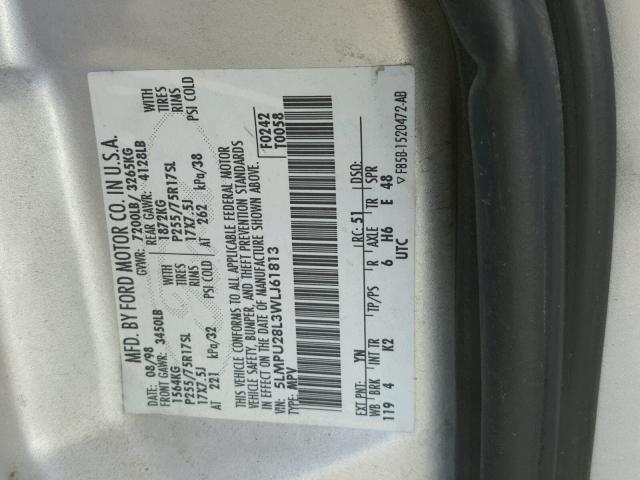 MFD. BY FORD MOTOR CO. IN U.S.A.
08/98 GVWR: 7200LB/ 3265KG
FRONT GAWR: 3450LB REAR GAWR: 4128LB WITH
1564KG 1872KG TIRES
P255/75R17SL P255/75R17SL RIMS
17X7.5J 17X7.5J PSI COLD
AT 221 kPa/32 PSI COLD AT 262 kPa/38
WITH
TIRES
RIMS
THIS VEHICLE CONFORMS TO ALL APPLICABLE FEDERAL MOTOR
VEHICLE SAFETY, BUMPER, AND THEFT PREVENTION STANDARDS
IN EFFECT ON THE DATE OF MANUFACTURE SHOWN ABOVE.
VIN: 5LMPU28L3WLJ61813
TYPE: MPV
F0242
T0058
EXT PNT: YN RC: 51 DSO:
WB BRK INT TR TP/PS R AXLE TR SPR
119 4 K2 6 H6 E 48
UTC
F85B-1520472-AB